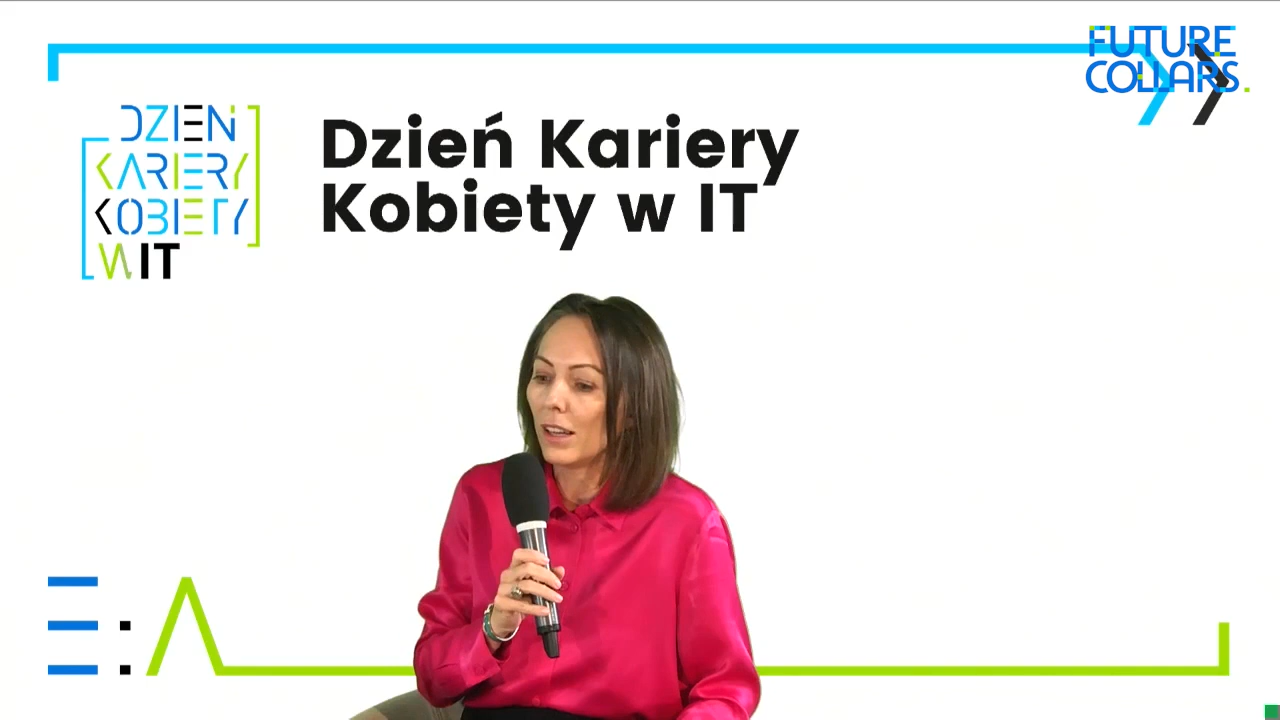 FUTURE
COLLARS.
DZIEŃ
KARIERY
KOBIETY
W IT
Dzień Kariery
Kobiety w IT